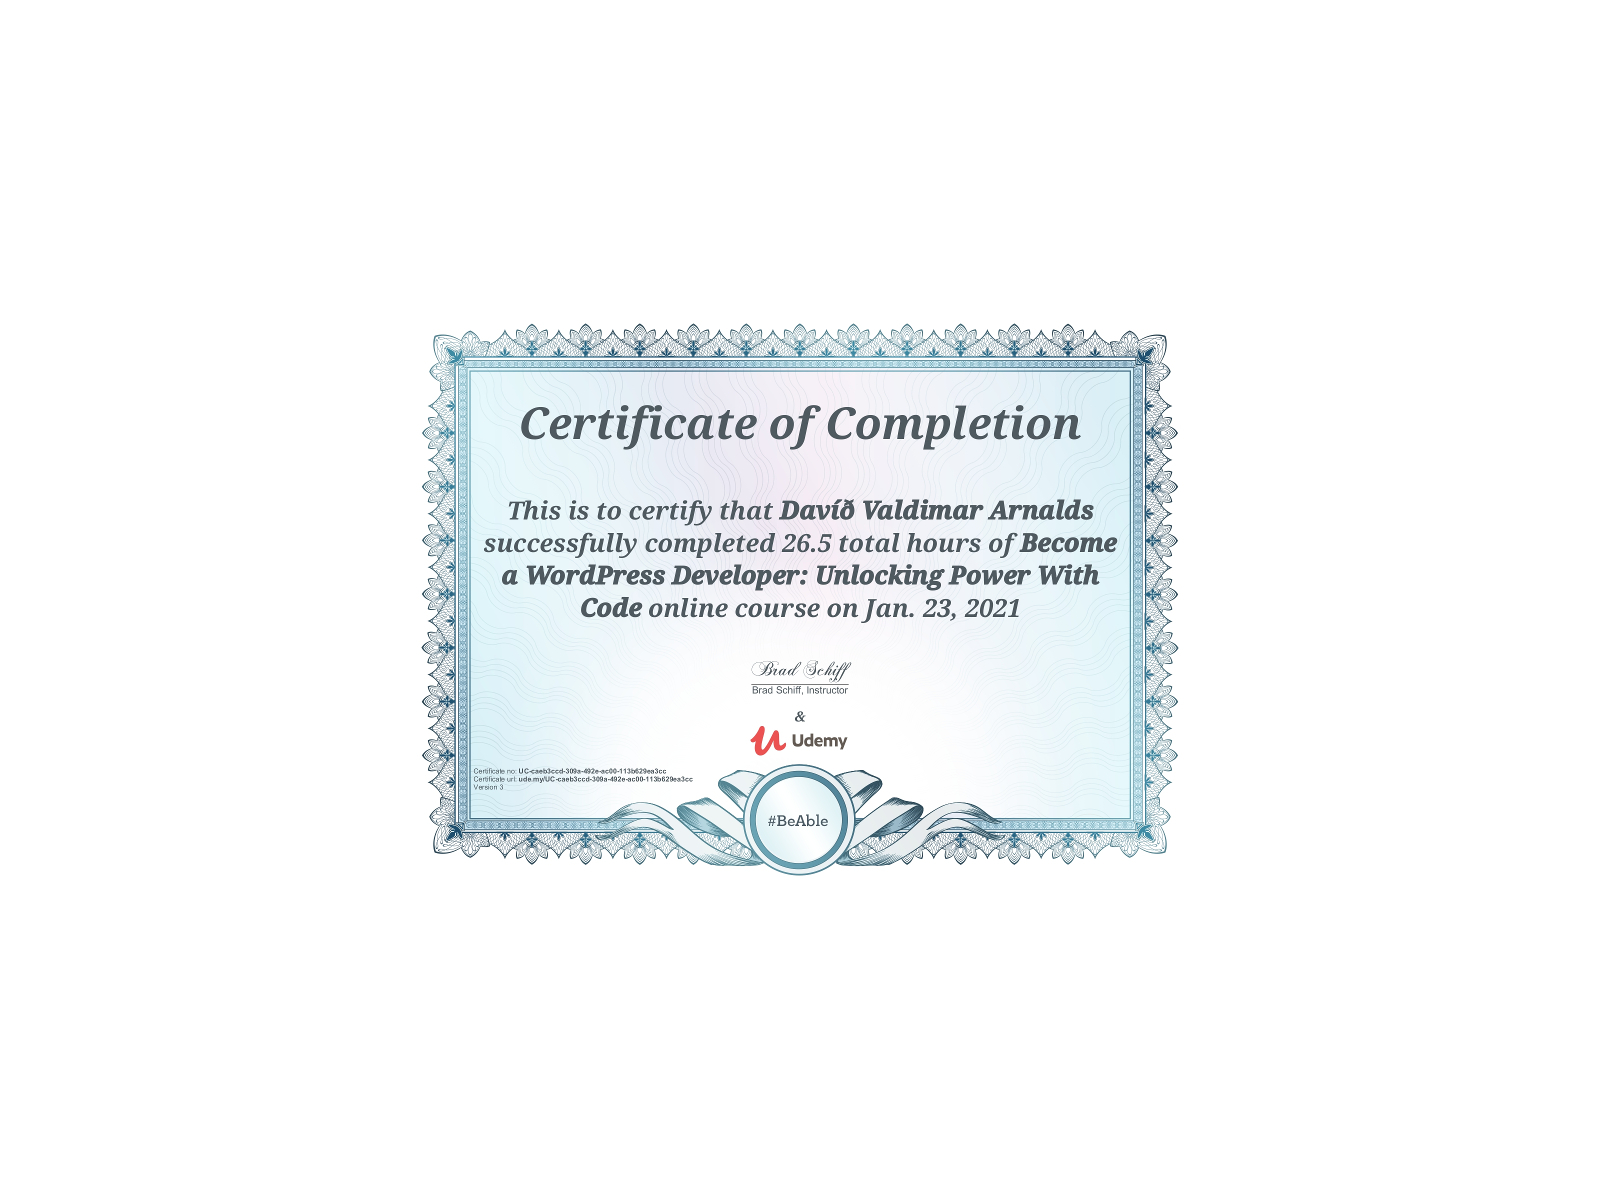 Certificate of Completion
This is to certify that Davíð Valdimar Arnalds
successfully completed 26.5 total hours of Become
a WordPress Developer: Unlocking Power With
Code online course on Jan. 23, 2021
Brad Schiff
Brad Schiff, Instructor
&
Udemy
Certificate no: UC-caeb3ccd-309a-492e-ac00-113b629ea3cc
Certificate url: ude.my/UC-caeb3ccd-309a-492e-ac00-113b629ea3cc
Version 3
#BeAble